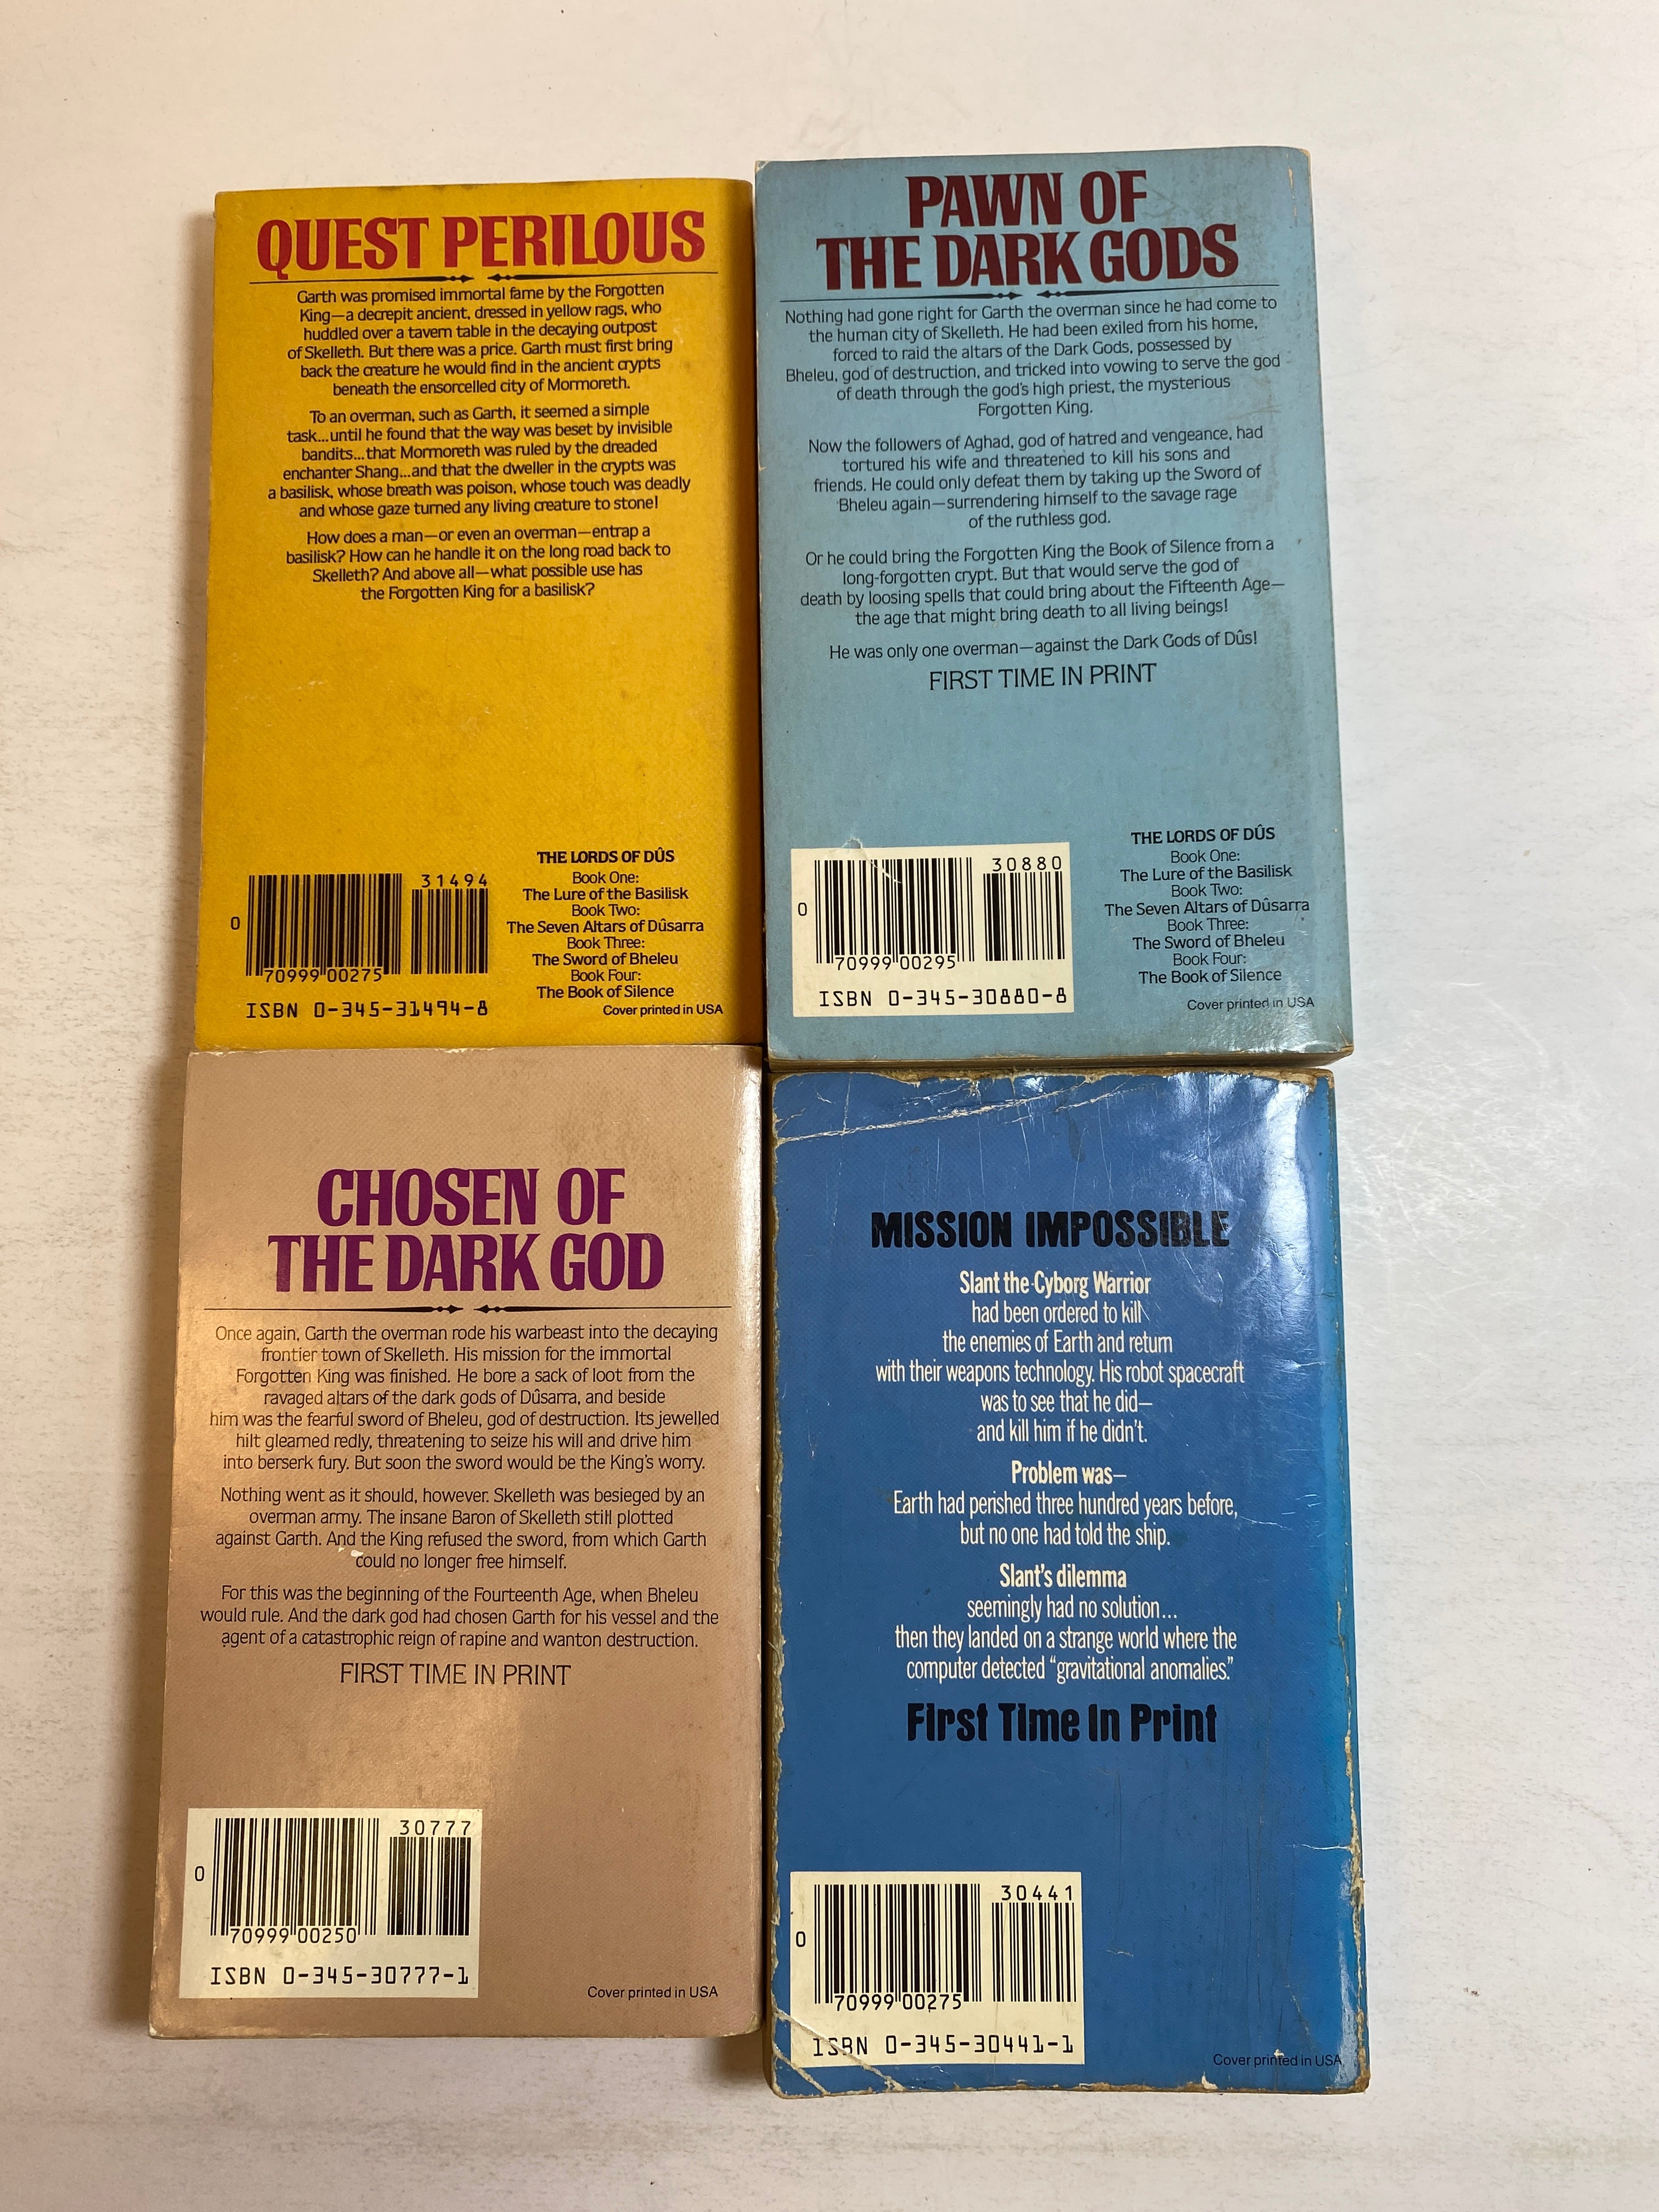 QUEST PERILOUS
Garth was promised immortal fame by the Forgotten
King—a decrepit ancient, dressed in yellow rags, who
huddled over a tavern table in the decaying outpost
of Skelleth. But there was a price. Garth must first bring
back the creature he would find in the ancient crypts
beneath the ensorcelled city of Mormoreth.
To an overman, such as Garth, it seemed a simple
task...until he found that the way was beset by invisible
bandits...that Mormoreth was ruled by the dreaded
enchanter Shang...and that the dweller in the crypts was
a basilisk, whose breath was poison, whose touch was deadly
and whose gaze turned any living creature to stone!
How does a man—or even an overman—entrap a
basilisk? How can he handle it on the long road back to
Skelleth? And above all—what possible use has
the Forgotten King for a basilisk?
THE LORDS OF DÛS
Book One:
The Lure of the Basilisk
Book Two:
The Seven Altars of Dûsarra
Book Three:
The Sword of Bheleu
Book Four:
The Book of Silence
Cover printed in USA
31494
0
70999 00275
ISBN 0-345-31494-8
PAWN OF
THE DARK GODS
Nothing had gone right for Garth the overman since he had come to
the human city of Skelleth. He had been exiled from his home,
forced to raid the altars of the Dark Gods, possessed by
Bheleu, god of destruction, and tricked into vowing to serve the god
of death through the god's high priest, the mysterious
Forgotten King.
Now the followers of Aghad, god of hatred and vengeance, had
tortured his wife and threatened to kill his sons and
friends. He could only defeat them by taking up the Sword of
Bheleu again—surrendering himself to the savage rage
of the ruthless god.
Or he could bring the Forgotten King the Book of Silence from a
long-forgotten crypt. But that would serve the god of
death by loosing spells that could bring about the Fifteenth Age—
the age that might bring death to all living beings!
He was only one overman—against the Dark Gods of Dûs!
FIRST TIME IN PRINT
30880
0
70999 00295
ISBN 0-345-30880-8
THE LORDS OF DÛS
Book One:
The Lure of the Basilisk
Book Two:
The Seven Altars of Dûsarra
Book Three:
The Sword of Bheleu
Book Four:
The Book of Silence
Cover printed in USA
CHOSEN OF
THE DARK GOD
Once again, Garth the overman rode his warbeast into the decaying
frontier town of Skelleth. His mission for the immortal
Forgotten King was finished. He bore a sack of loot from the
ravaged altars of the dark gods of Dûsarra, and beside
him was the fearful sword of Bheleu, god of destruction. Its jewelled
hilt gleamed redly, threatening to seize his will and drive him
into berserk fury. But soon the sword would be the King's worry.
Nothing went as it should, however. Skelleth was besieged by an
overman army. The insane Baron of Skelleth still plotted
against Garth. And the King refused the sword, from which Garth
could no longer free himself.
For this was the beginning of the Fourteenth Age, when Bheleu
would rule. And the dark god had chosen Garth for his vessel and the
agent of a catastrophic reign of rapine and wanton destruction.
FIRST TIME IN PRINT
30777
0
70999 00250
ISBN 0-345-30777-1
Cover printed in USA
MISSION IMPOSSIBLE
Slant the Cyborg Warrior
had been ordered to kill
the enemies of Earth and return
with their weapons technology. His robot spacecraft
was to see that he did—
and kill him if he didn't.
Problem was—
Earth had perished three hundred years before,
but no one had told the ship.
Slant's dilemma
seemingly had no solution...
then they landed on a strange world where the
computer detected "gravitational anomalies."
First Time In Print
30441
0
70999 00275
ISBN 0-345-30441-1
Cover printed in USA